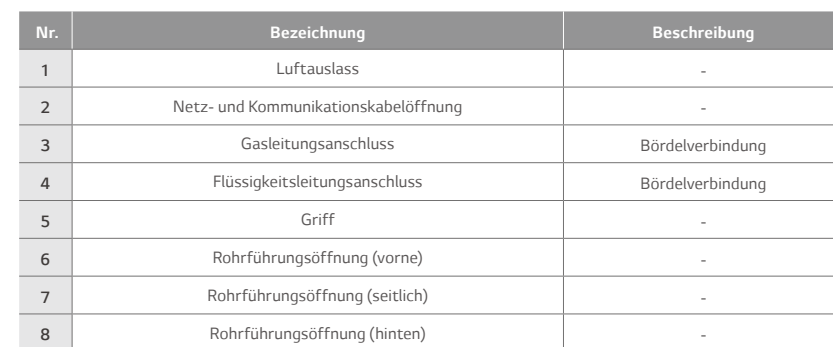 Nr. Bezeichnung Beschreibung
1 Luftauslass -
2 Netz- und Kommunikationskabelöffnung -
3 Gasleitungsanschluss Bördelverbindung
4 Flüssigkeitsleitungsanschluss Bördelverbindung
5 Griff -
6 Rohrführungsöffnung (vorne) -
7 Rohrführungsöffnung (seitlich) -
8 Rohrführungsöffnung (hinten) -